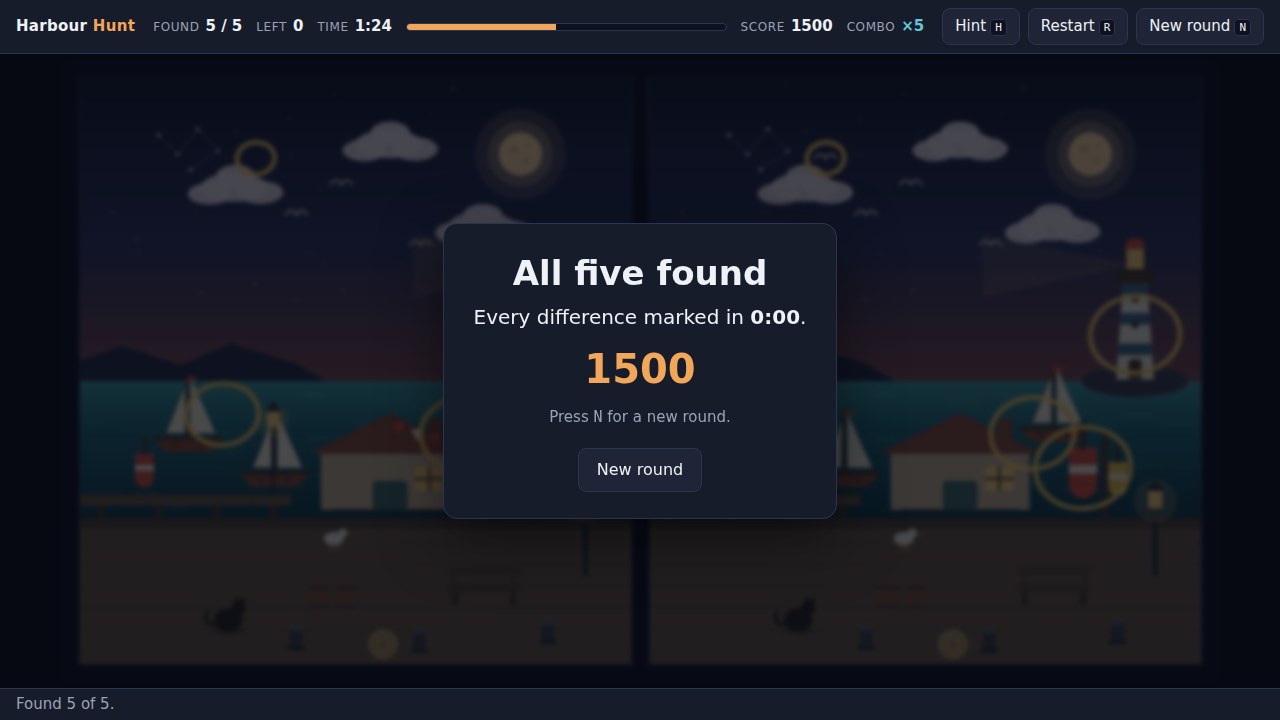 Harbour Hunt FOUND 5 / 5 LEFT 0 TIME 1:24 SCORE 1500 COMBO ×5 Hint H Restart R New round N
All five found
Every difference marked in 0:00.
1500
Press N for a new round.
New round
Found 5 of 5.